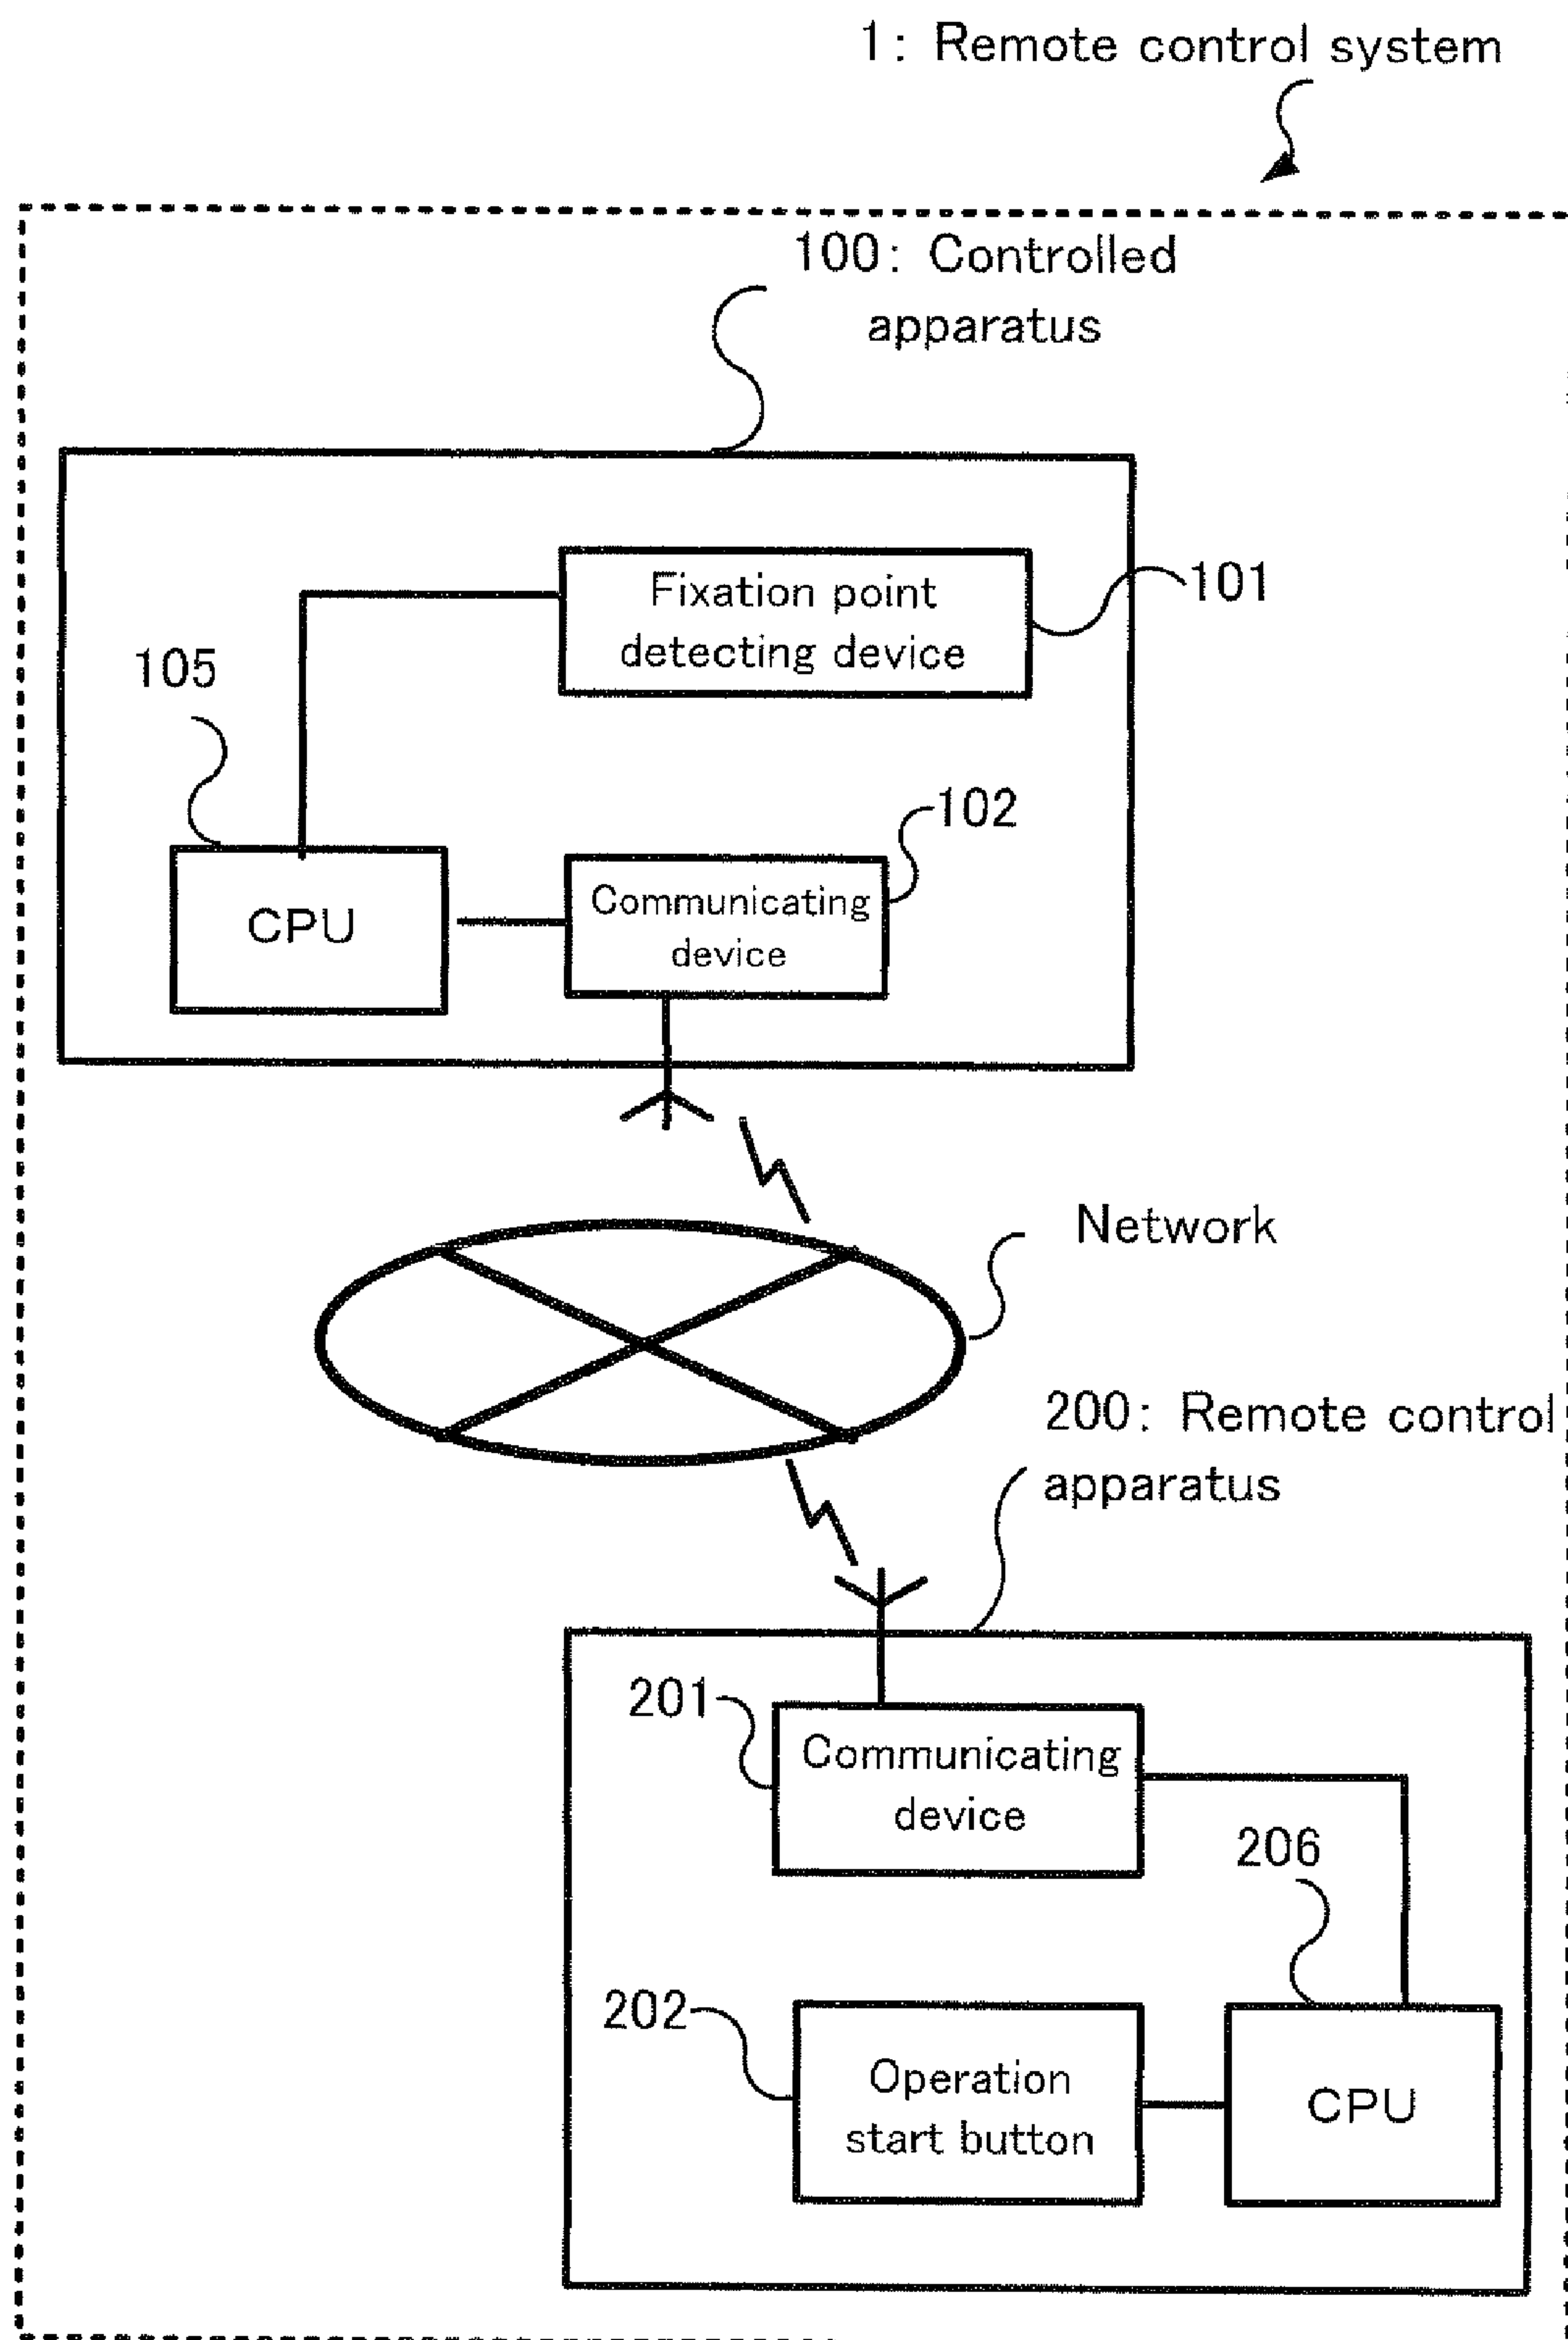 1: Remote control system
100: Controlled
apparatus
Fixation point
detecting device
101
105
102
CPU
Communicating
device
Network
200: Remote control
apparatus
201
Communicating
device
206
202
Operation
start button
CPU